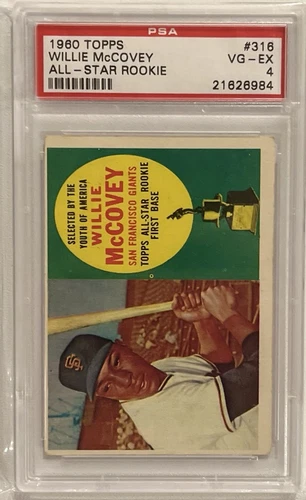 PSA
1960 TOPPS #316
WILLIE McCOVEY VG-EX
ALL-STAR ROOKIE 4
21626984
SELECTED BY THE
YOUTH OF AMERICA
WILLIE
McCOVEY
SAN FRANCISCO GIANTS
TOPPS ALL-STAR ROOKIE
FIRST BASE
SF